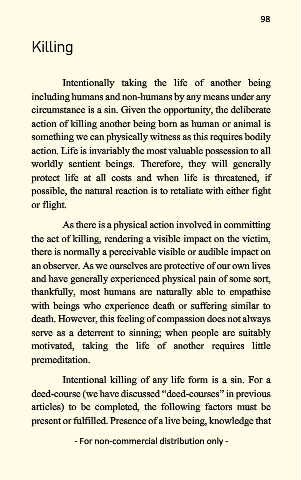 98
Killing
Intentionally taking the life of another being
including humans and non-humans by any means under any
circumstance is a sin. Given the opportunity, the deliberate
action of killing another being born as human or animal is
something we can physically witness as this requires bodily
action. Life is invariably the most valuable possession to all
worldly sentient beings. Therefore, they will generally
protect life at all costs and when life is threatened, if
possible, the natural reaction is to retaliate with either fight
or flight.
As there is a physical action involved in committing
the act of killing, rendering a visible impact on the victim,
there is normally a perceivable visible or audible impact on
an observer. As we ourselves are protective of our own lives
and have generally experienced physical pain of some sort,
thankfully, most humans are naturally able to empathise
with beings who experience death or suffering similar to
death. However, this feeling of compassion does not always
serve as a deterrent to sinning; when people are suitably
motivated, taking the life of another requires little
premeditation.
Intentional killing of any life form is a sin. For a
deed-course (we have discussed “deed-courses” in previous
articles) to be completed, the following factors must be
present or fulfilled. Presence of a live being, knowledge that
- For non-commercial distribution only -